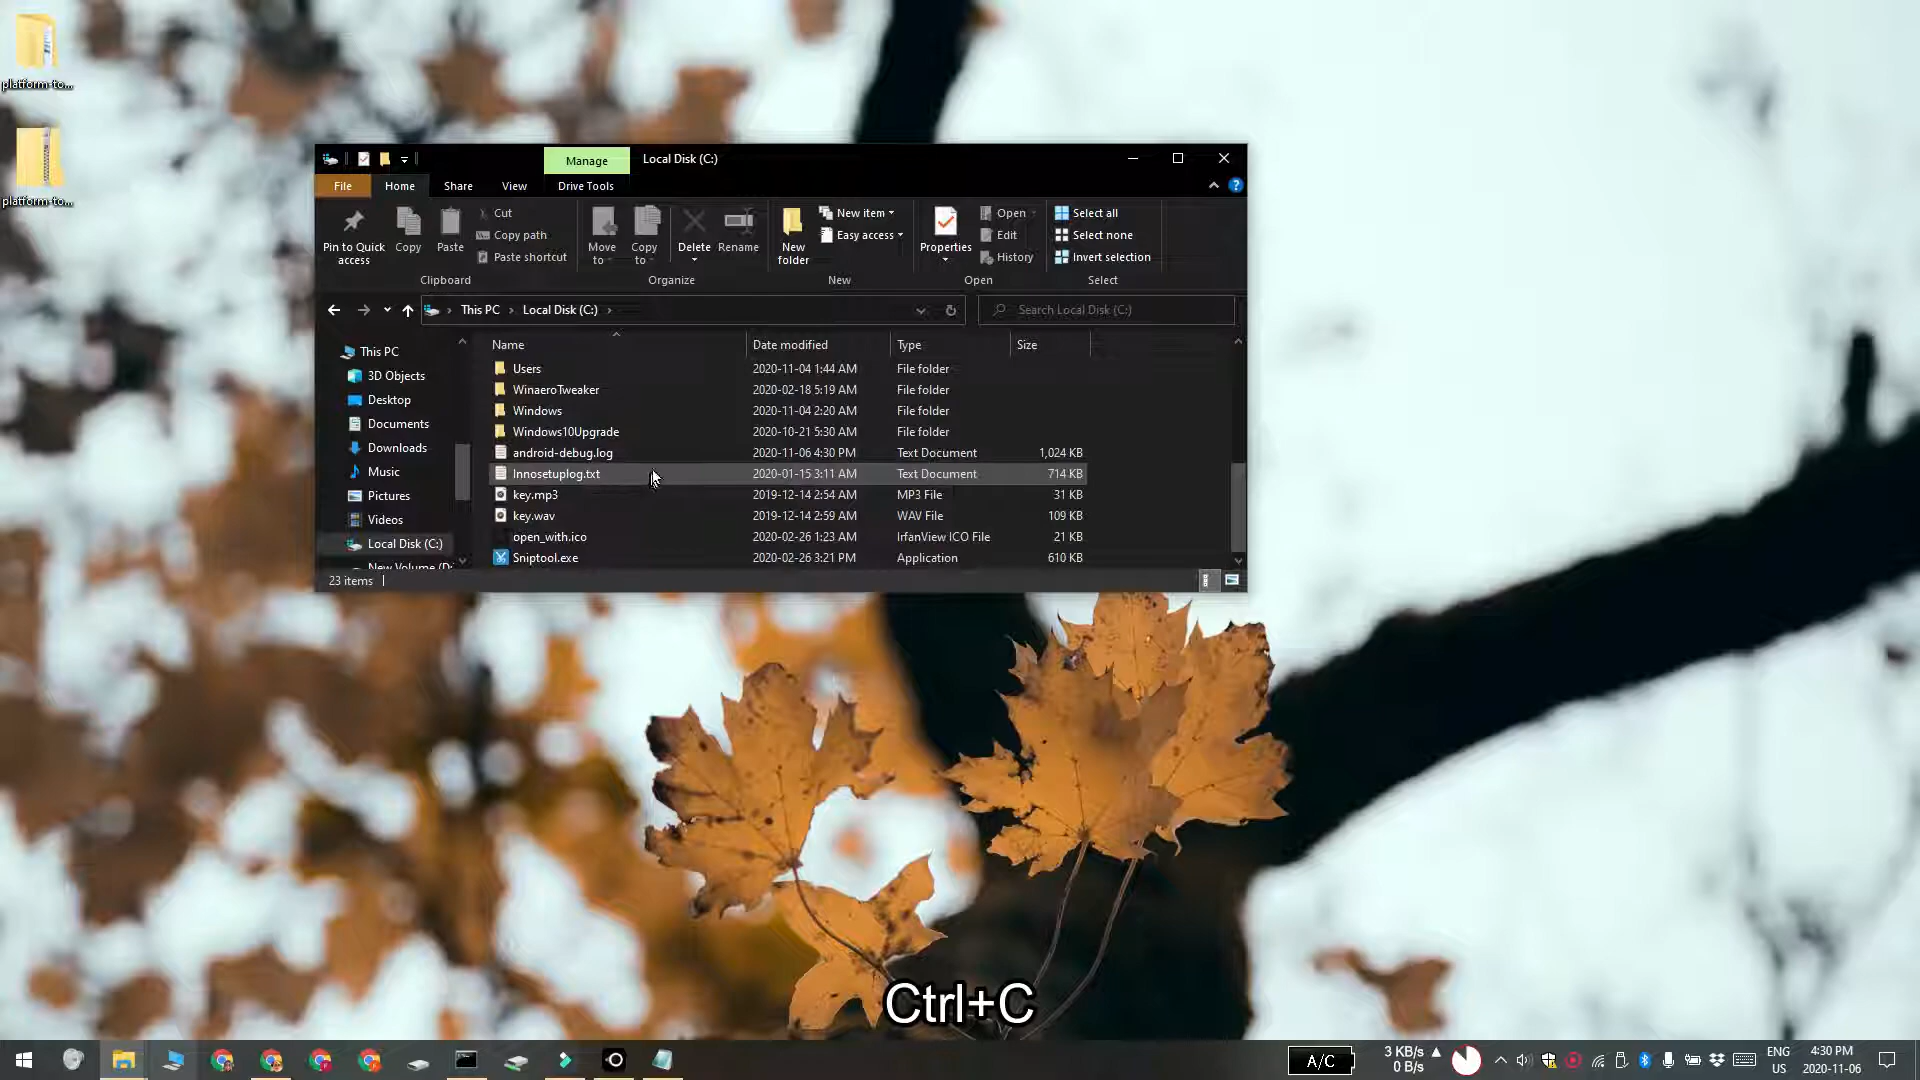 platform-to...
platform-to...
Manage
Local Disk (C:)
File
Home
Share
View
Drive Tools
Pin to Quick access
Copy
Paste
Cut
Copy path
Paste shortcut
Move to
Copy to
Delete
Rename
New folder
New item
Easy access
Properties
Open
Edit
History
Select all
Select none
Invert selection
Clipboard
Organize
New
Open
Select
This PC
Local Disk (C:)
Search Local Disk (C:)
Name
Date modified
Type
Size
This PC
3D Objects
Desktop
Documents
Downloads
Music
Pictures
Videos
Local Disk (C:)
New Volume (D:
Users 2020-11-04 1:44 AM File folder
WinaeroTweaker 2020-02-18 5:19 AM File folder
Windows 2020-11-04 2:20 AM File folder
Windows10Upgrade 2020-10-21 5:30 AM File folder
android-debug.log 2020-11-06 4:30 PM Text Document 1,024 KB
Innosetuplog.txt 2020-01-15 3:11 AM Text Document 714 KB
key.mp3 2019-12-14 2:54 AM MP3 File 31 KB
key.wav 2019-12-14 2:59 AM WAV File 109 KB
open_with.ico 2020-02-26 1:23 AM IrfanView ICO File 21 KB
Sniptool.exe 2020-02-26 3:21 PM Application 610 KB
23 items
Ctrl+C
A/C
3 KB/s
0 B/s
ENG
US
4:30 PM
2020-11-06